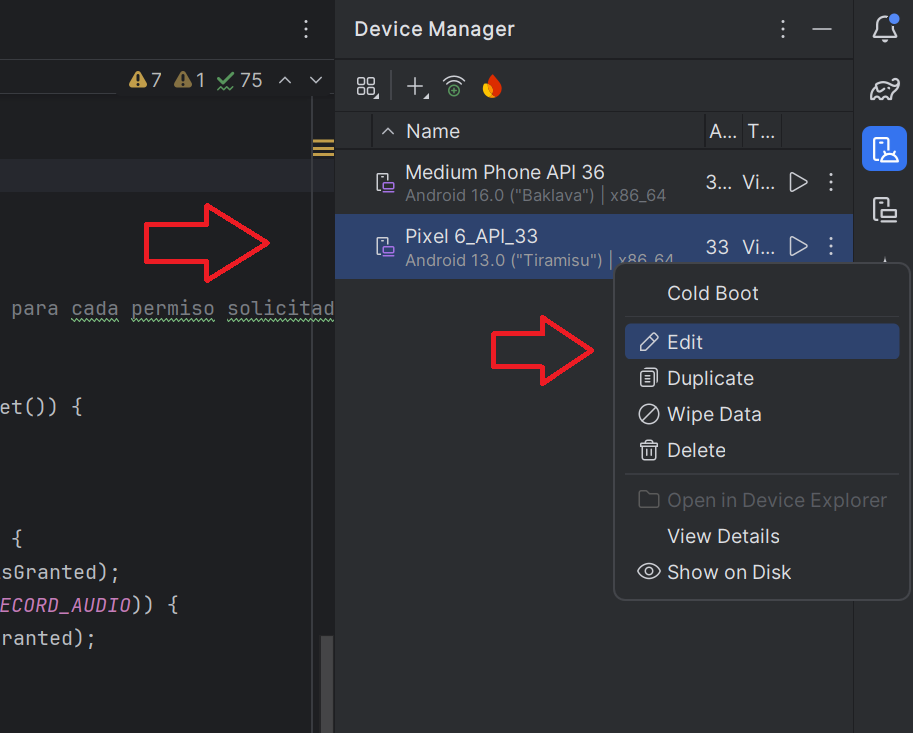 Device Manager
7 1 75
Name A... T...
Medium Phone API 36
Android 16.0 ("Baklava") | x86_64
3... Vi...
Pixel 6_API_33
Android 13.0 ("Tiramisu") | x86_64
33 Vi...
Cold Boot
Edit
Duplicate
Wipe Data
Delete
Open in Device Explorer
View Details
Show on Disk
para cada permiso solicitad
et()) {
{
sGranted);
ECORD_AUDIO)) {
ranted);